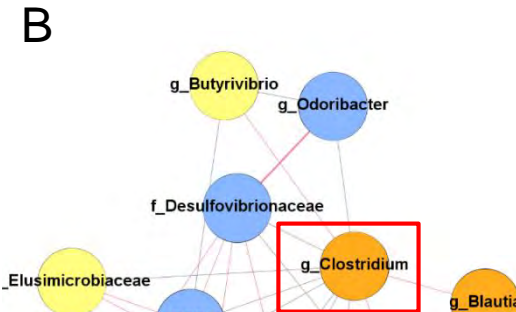 B
g_Butyrivibrio
g_Odoribacter
f_Desulfovibrionaceae
g_Clostridium
_Elusimicrobiaceae
g_Blautia